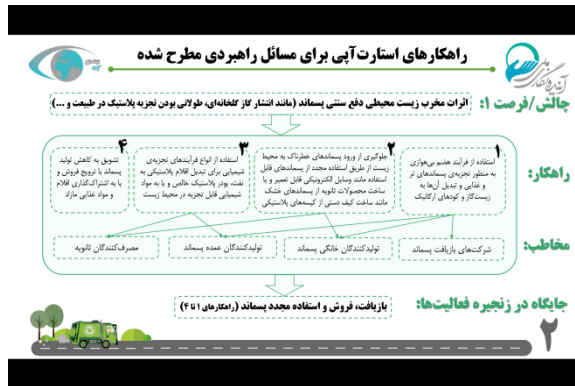 راهکارهای استارت‌آپی برای مسائل راهبردی مطرح شده
چالش/فرصت ۱:
اثرات مخرب زیست محیطی دفع سنتی پسماند (مانند انتشار گاز گلخانه‌ای، طولانی بودن تجزیه پلاستیک در طبیعت و ...)
راهکار:
۱
استفاده از فرآیند هضم بی‌هوازی
به منظور تجزیه پسماندهای تر
و غذایی و تبدیل آن‌ها به
زیست‌گاز و کودهای ارگانیک
۲
جلوگیری از ورود پسماندهای خطرناک به محیط
زیست از طریق استفاده مجدد از پسماندهای قابل
استفاده مانند وسایل الکترونیکی قابل تعمیر و یا
ساخت محصولات ثانویه از پسماندهای خشک
مانند ساخت کیف دستی از کیسه‌های پلاستیکی
۳
استفاده از انواع فرآیندهای تجزیه‌ی
شیمیایی برای تبدیل اقلام پلاستیکی به
نفت، پودر پلاستیک خالص و یا به مواد
شیمیایی قابل تجزیه در محیط زیست
۴
تشویق به کاهش تولید
پسماند با ترویج فروش و
یا به اشتراک‌گذاری اقلام
و مواد غذایی مازاد
مخاطب:
شرکت‌های بازیافت پسماند
تولیدکنندگان خانگی پسماند
تولیدکنندگان عمده پسماند
مصرف‌کنندگان ثانویه
جایگاه در زنجیره فعالیت‌ها:
بازیافت، فروش و استفاده مجدد پسماند (راهکارهای ۱ تا ۴)
۲